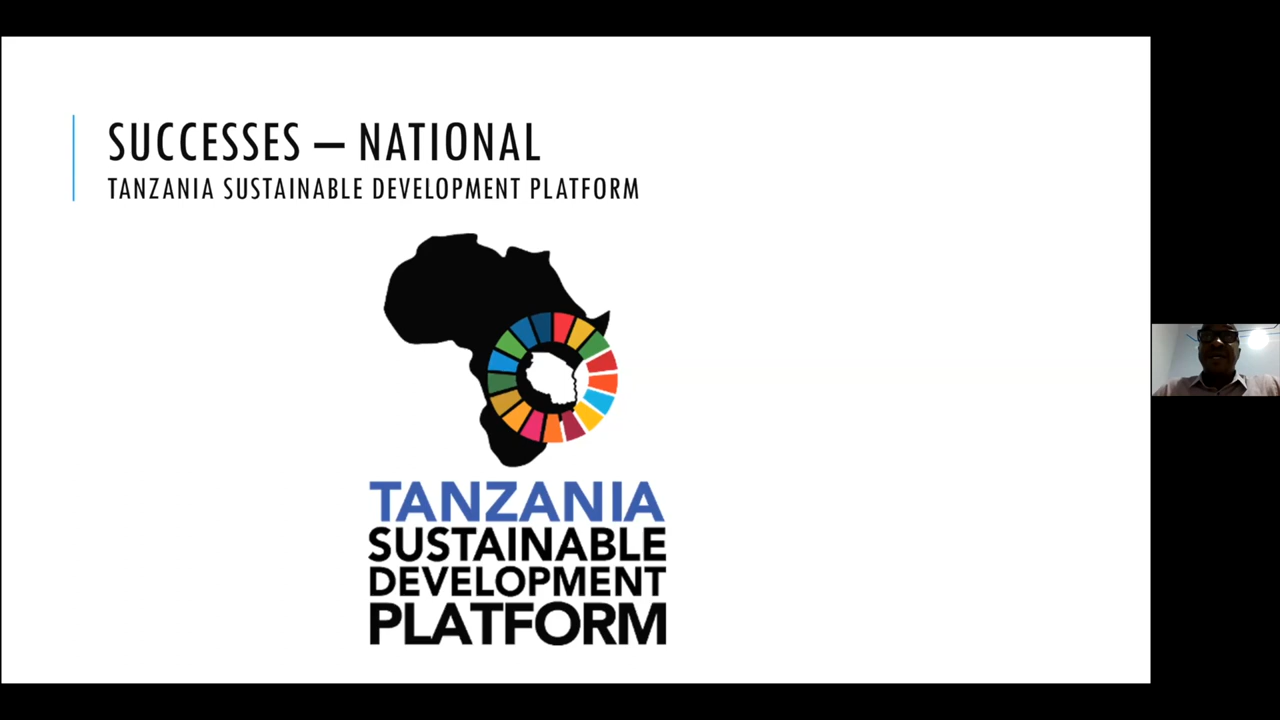 SUCCESSES – NATIONAL
TANZANIA SUSTAINABLE DEVELOPMENT PLATFORM
TANZANIA
SUSTAINABLE
DEVELOPMENT
PLATFORM